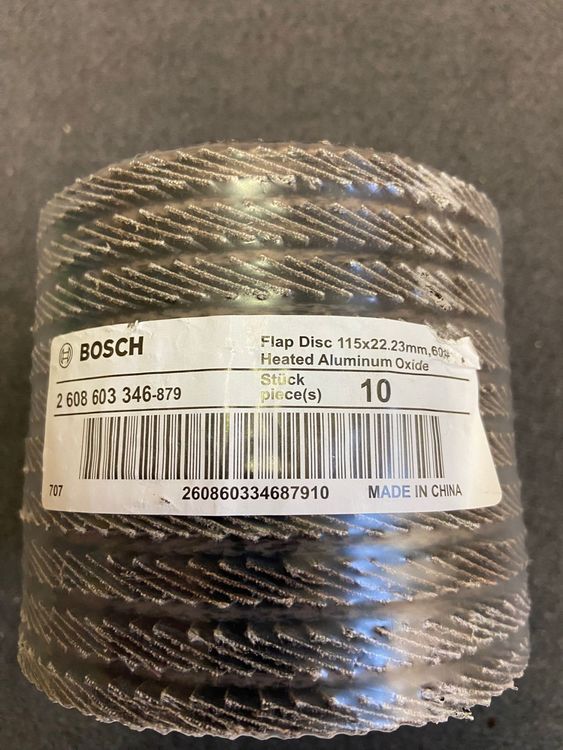 BOSCH
Flap Disc 115x22.23mm,60#
Heated Aluminum Oxide
2 608 603 346-879
Stück
piece(s)
10
707
260860334687910
MADE IN CHINA